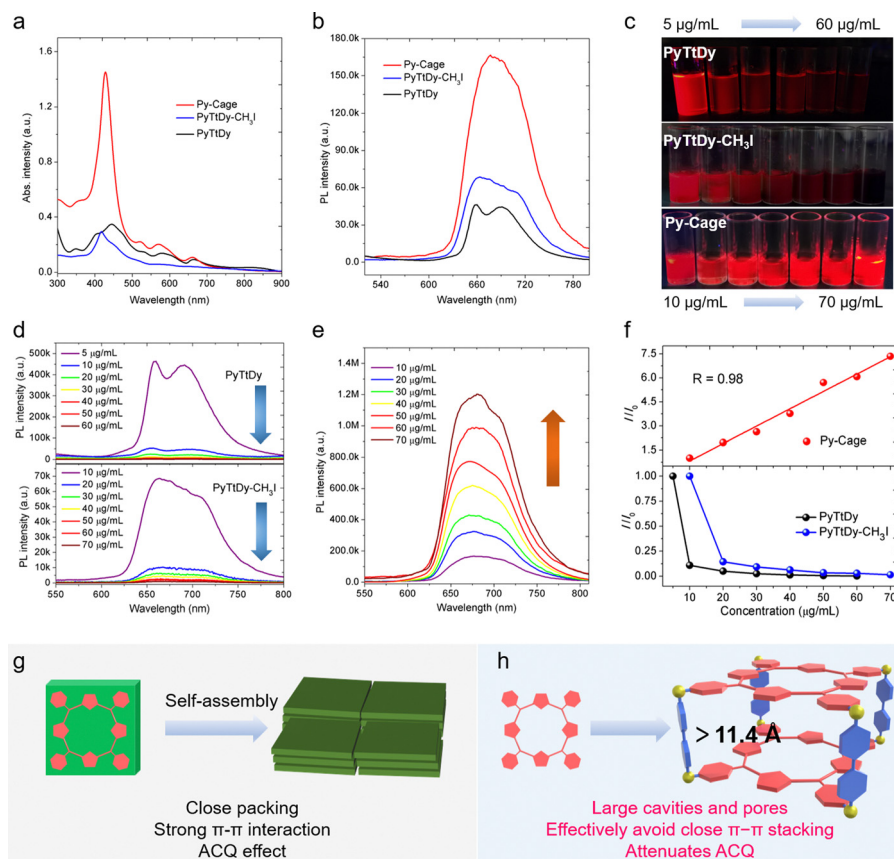 a
1.6
1.2
0.8
0.4
0.0
Abs. intensity (a.u.)
Py-Cage
PyTtDy-CH₃I
PyTtDy
300 400 500 600 700 800 900
Wavelength (nm)
b
180.0k
150.0k
120.0k
90.0k
60.0k
30.0k
0.0
PL intensity (a.u.)
Py-Cage
PyTtDy-CH₃I
PyTtDy
540 600 660 720 780
Wavelength (nm)
c
5 μg/mL 60 μg/mL
PyTtDy
PyTtDy-CH₃I
Py-Cage
10 μg/mL 70 μg/mL
d
500k
400k
300k
200k
100k
0
PL intensity (a.u.)
5 μg/mL
10 μg/mL
20 μg/mL
30 μg/mL
40 μg/mL
50 μg/mL
60 μg/mL
PyTtDy
70k
60k
50k
40k
30k
20k
10k
0
PL intensity (a.u.)
10 μg/mL
20 μg/mL
30 μg/mL
40 μg/mL
50 μg/mL
60 μg/mL
70 μg/mL
PyTtDy-CH₃I
550 600 650 700 750 800
Wavelength (nm)
e
1.4M
1.2M
1.0M
800.0k
600.0k
400.0k
200.0k
0.0
PL intensity (a.u.)
10 μg/mL
20 μg/mL
30 μg/mL
40 μg/mL
50 μg/mL
60 μg/mL
70 μg/mL
550 600 650 700 750 800
Wavelength (nm)
f
7.5
6.0
4.5
3.0
1.5
I/I₀
R = 0.98
Py-Cage
1.00
0.75
0.50
0.25
0.00
I/I₀
PyTtDy
PyTtDy-CH₃I
10 20 30 40 50 60 70
Concentration (μg/mL)
g
Self-assembly
Close packing
Strong π-π interaction
ACQ effect
h
> 11.4 Å
Large cavities and pores
Effectively avoid close π−π stacking
Attenuates ACQ